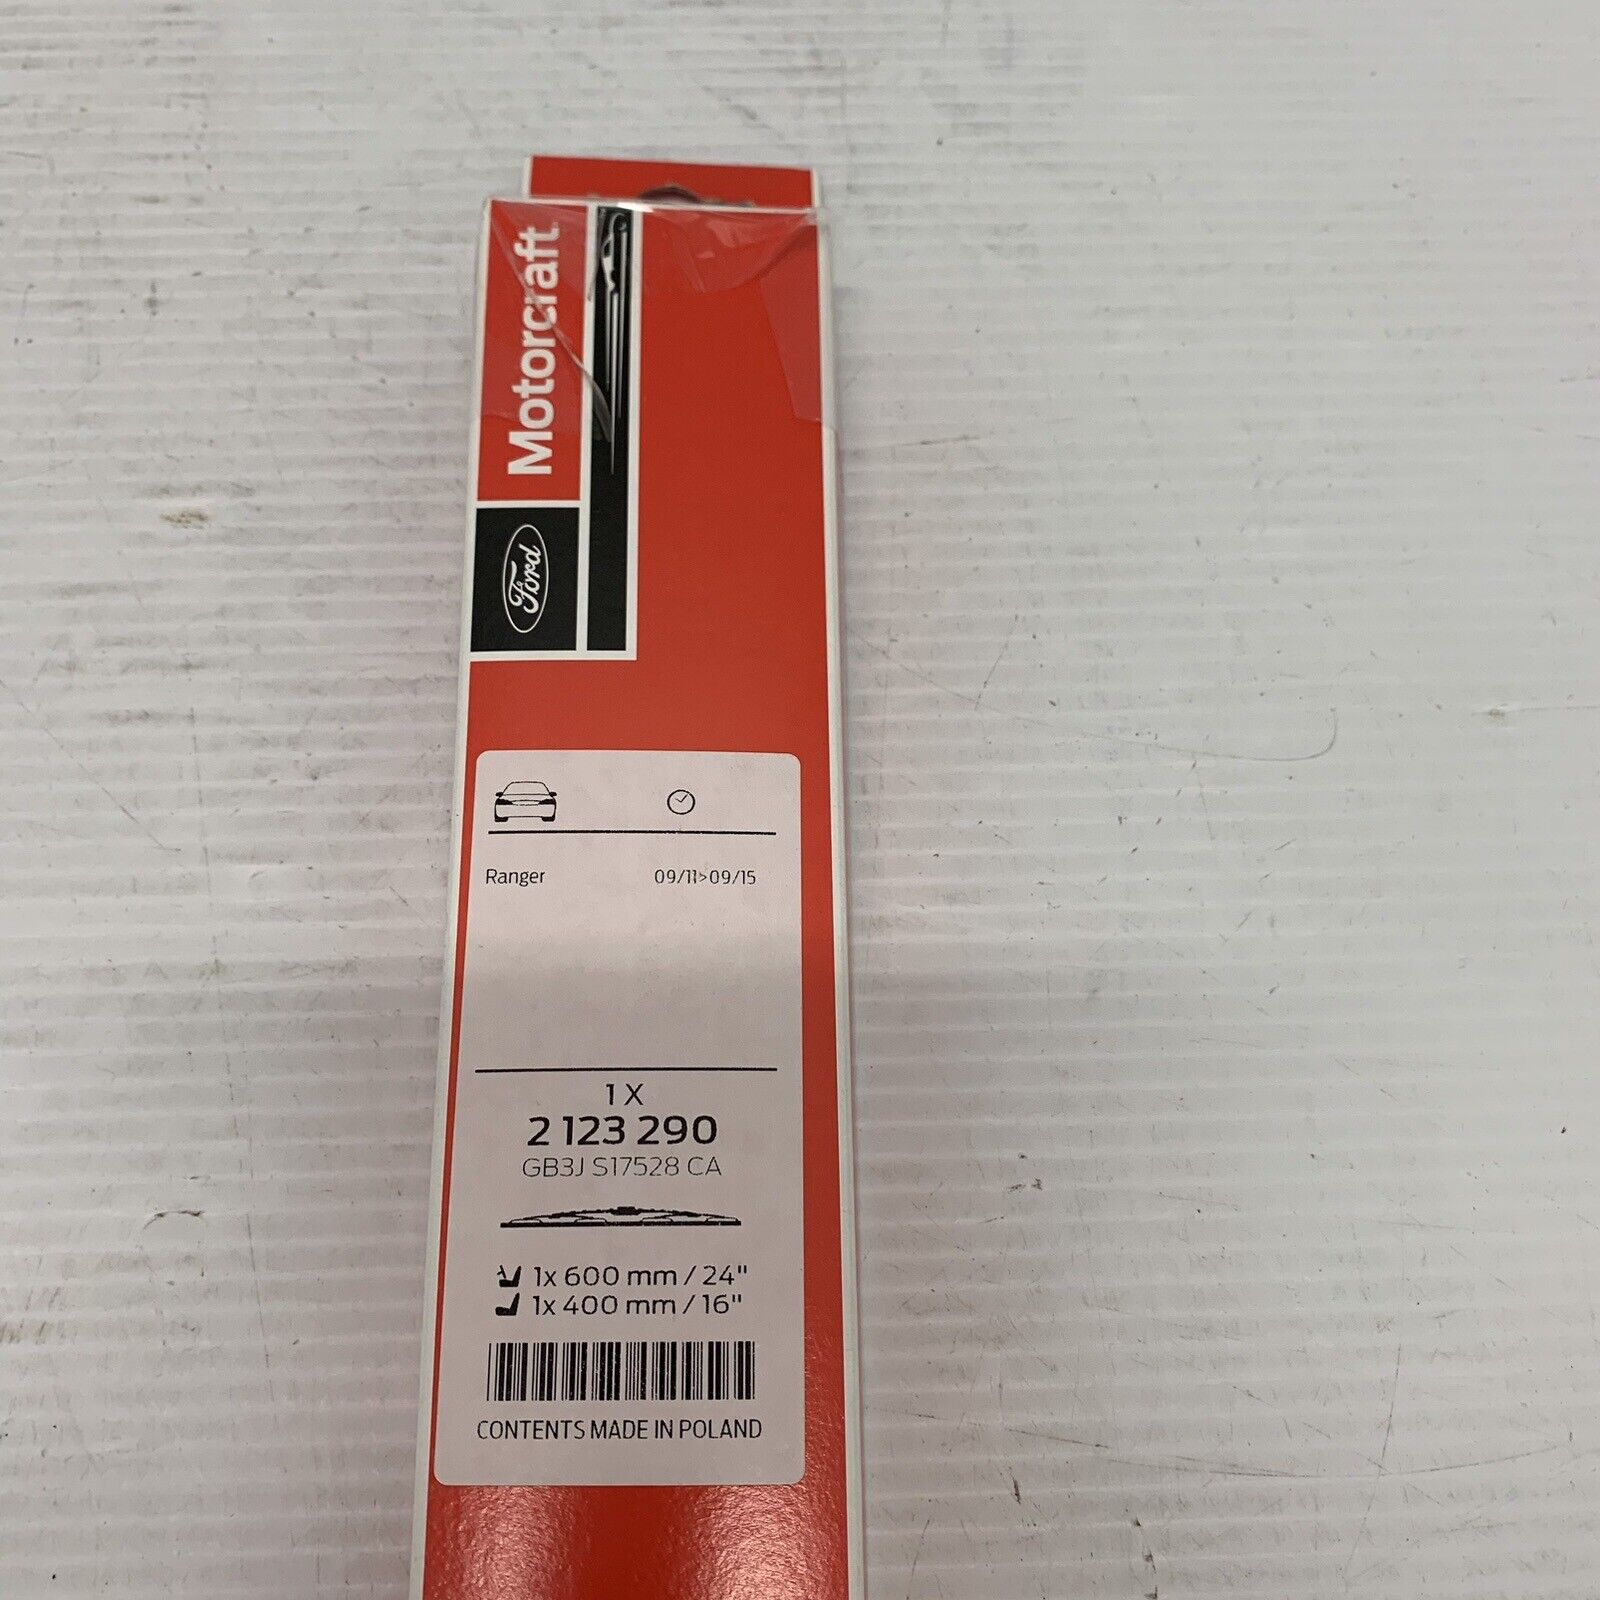 Motorcraft
Ford
Ranger 09/11>09/15
1 X
2 123 290
GB3J S17528 CA
1x 600 mm / 24"
1x 400 mm / 16"
CONTENTS MADE IN POLAND